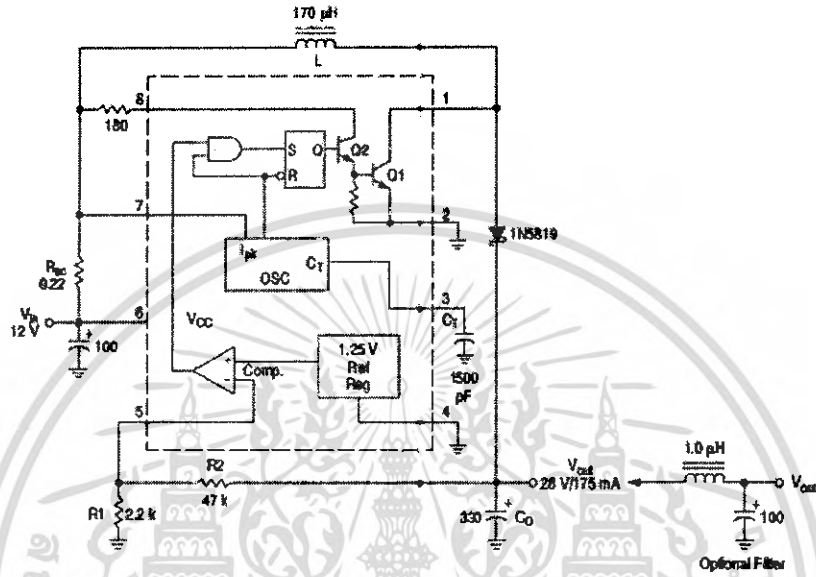 170 µH
L
8
1
180
S
Q
Q2
R
Q1
7
2
1N5819
Ipk
OSC
CT
Rsc
0.22
3
Vin
12 V
6
VCC
CT
100
1.25 V
Ref
Reg
1500
pF
Comp.
5
4
R2
47 k
Vout
28 V/175 mA
1.0 µH
Vout
R1
2.2 k
330
CO
100
Optional Filter